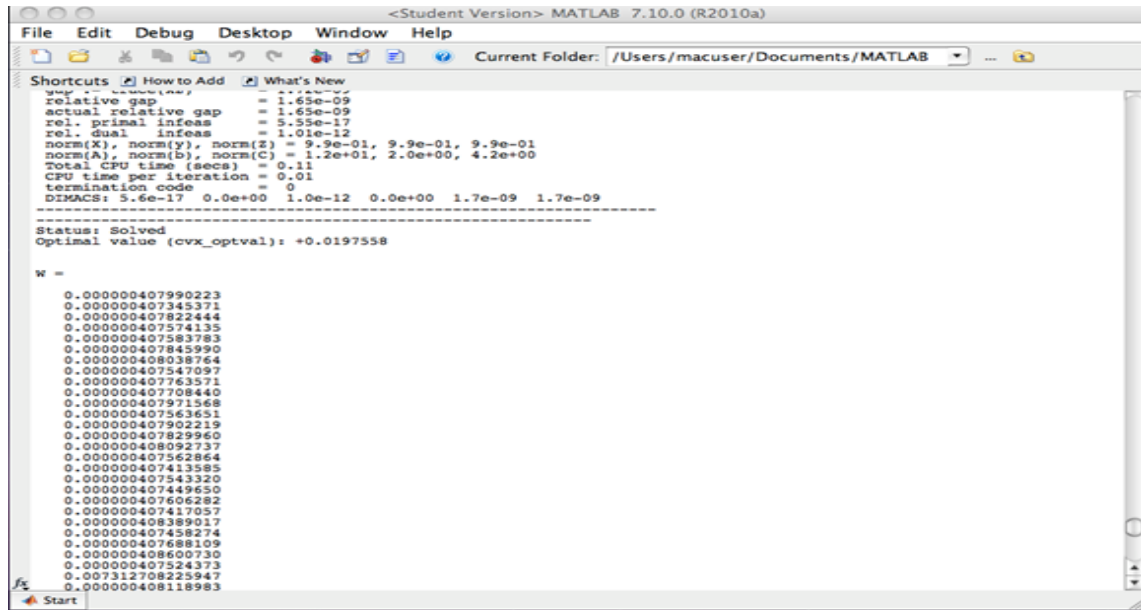 <Student Version> MATLAB 7.10.0 (R2010a)
File Edit Debug Desktop Window Help
Current Folder: /Users/macuser/Documents/MATLAB
Shortcuts How to Add What's New
relative gap = 1.65e-09
actual relative gap = 1.65e-09
rel. primal infeas = 5.55e-17
rel. dual infeas = 1.01e-12
norm(X), norm(y), norm(Z) = 9.9e-01, 9.9e-01, 9.9e-01
norm(A), norm(b), norm(C) = 1.2e+01, 2.0e+00, 4.2e+00
Total CPU time (secs) = 0.11
CPU time per iteration = 0.01
termination code = 0
DIMACS: 5.6e-17 0.0e+00 1.0e-12 0.0e+00 1.7e-09 1.7e-09
------------------------------------------------------------------
------------------------------------------------------------
Status: Solved
Optimal value (cvx_optval): +0.0197558
W =
0.000000407990223
0.000000407345371
0.000000407822444
0.000000407574135
0.000000407583783
0.000000407845990
0.000000408038764
0.000000407547097
0.000000407763571
0.000000407708440
0.000000407971568
0.000000407563651
0.000000407902219
0.000000407829960
0.000000408092737
0.000000407562864
0.000000407413585
0.000000407543320
0.000000407449650
0.000000407606282
0.000000407417057
0.000000408389017
0.000000407458274
0.000000407688109
0.000000408600730
0.000000407524373
0.007312708225947
0.000000408118983
fx
Start